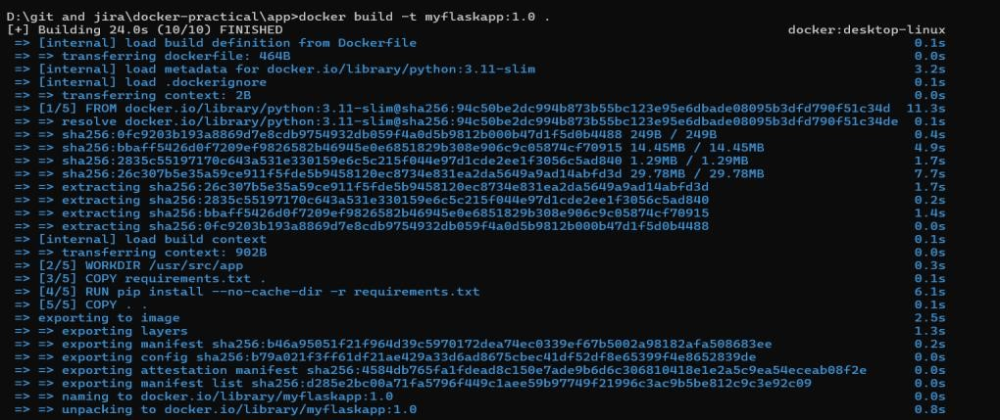 D:\git and jira\docker-practical\app>docker build -t myflaskapp:1.0 .
[+] Building 24.0s (10/10) FINISHED docker:desktop-linux
=> [internal] load build definition from Dockerfile 0.1s
=> => transferring dockerfile: 464B 0.0s
=> [internal] load metadata for docker.io/library/python:3.11-slim 3.2s
=> [internal] load .dockerignore 0.1s
=> => transferring context: 2B 0.0s
=> [1/5] FROM docker.io/library/python:3.11-slim@sha256:94c50be2dc994b873b55bc123e95e6dbade08095b3dfd790f51c34d 11.3s
=> => resolve docker.io/library/python:3.11-slim@sha256:94c50be2dc994b873b55bc123e95e6dbade08095b3dfd790f51c34de 0.1s
=> => sha256:0fc9203b193a8869d7e8cdb9754932db059f4a0d5b9812b000b47d1f5d0b4488 249B / 249B 0.4s
=> => sha256:bbaff5426d0f7209ef9826582b46945e0e6851829b308e906c9c05874cf70915 14.45MB / 14.45MB 4.9s
=> => sha256:2835c55197170c643a531e330159e6c5c215f044e97d1cde2ee1f3056c5ad840 1.29MB / 1.29MB 1.7s
=> => sha256:26c307b5e35a59ce911f5fde5b9458120ec8734e831ea2da5649a9ad14abfd3d 29.78MB / 29.78MB 7.7s
=> => extracting sha256:26c307b5e35a59ce911f5fde5b9458120ec8734e831ea2da5649a9ad14abfd3d 1.7s
=> => extracting sha256:2835c55197170c643a531e330159e6c5c215f044e97d1cde2ee1f3056c5ad840 0.2s
=> => extracting sha256:bbaff5426d0f7209ef9826582b46945e0e6851829b308e906c9c05874cf70915 1.4s
=> => extracting sha256:0fc9203b193a8869d7e8cdb9754932db059f4a0d5b9812b000b47d1f5d0b4488 0.0s
=> [internal] load build context 0.1s
=> => transferring context: 902B 0.0s
=> [2/5] WORKDIR /usr/src/app 0.3s
=> [3/5] COPY requirements.txt . 0.1s
=> [4/5] RUN pip install --no-cache-dir -r requirements.txt 6.1s
=> [5/5] COPY . . 0.1s
=> exporting to image 2.5s
=> => exporting layers 1.3s
=> => exporting manifest sha256:b46a95051f21f964d39c5970172dea74ec0339ef67b5002a98182afa508683ee 0.2s
=> => exporting config sha256:b79a021f3ff61df21ae429a33d6ad8675cbec41df52df8e65399f4e8652839de 0.0s
=> => exporting attestation manifest sha256:4584db765fa1fdead8c150e7ade9b6d6c306810418e1e2a5c9ea54eceab08f2e 0.0s
=> => exporting manifest list sha256:d285e2bc00a71fa5796f449c1aee59b97749f21996c3ac9b5be812c9c3e92c09 0.0s
=> => naming to docker.io/library/myflaskapp:1.0 0.0s
=> => unpacking to docker.io/library/myflaskapp:1.0 0.8s